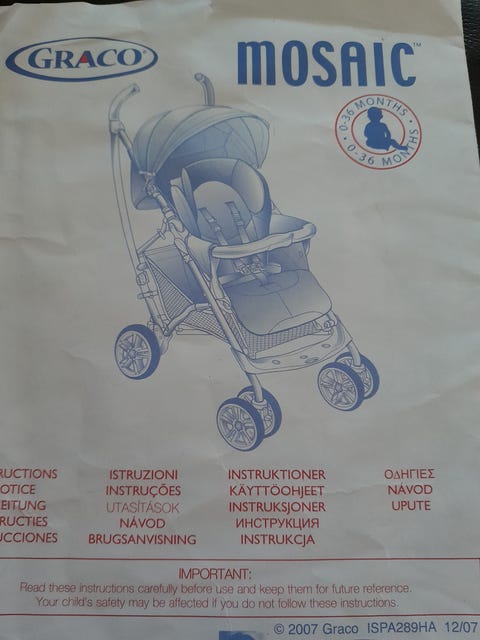 GRACO®
MOSAIC™
0-36 MONTHS • 0-36 MONTHS •
RUCTIONS ISTRUZIONI INSTRUKTIONER ΟΔΗΓΙΕΣ
OTICE INSTRUÇÕES KÄYTTÖOHJEET NÁVOD
EITUNG UTASÍTÁSOK INSTRUKSJONER UPUTE
RUCTIES NÁVOD ИНСТРУКЦИЯ
UCCIONES BRUGSANVISNING INSTRUKCJA
IMPORTANT:
Read these instructions carefully before use and keep them for future reference.
Your child's safety may be affected if you do not follow these instructions.
© 2007 Graco ISPA289HA 12/07